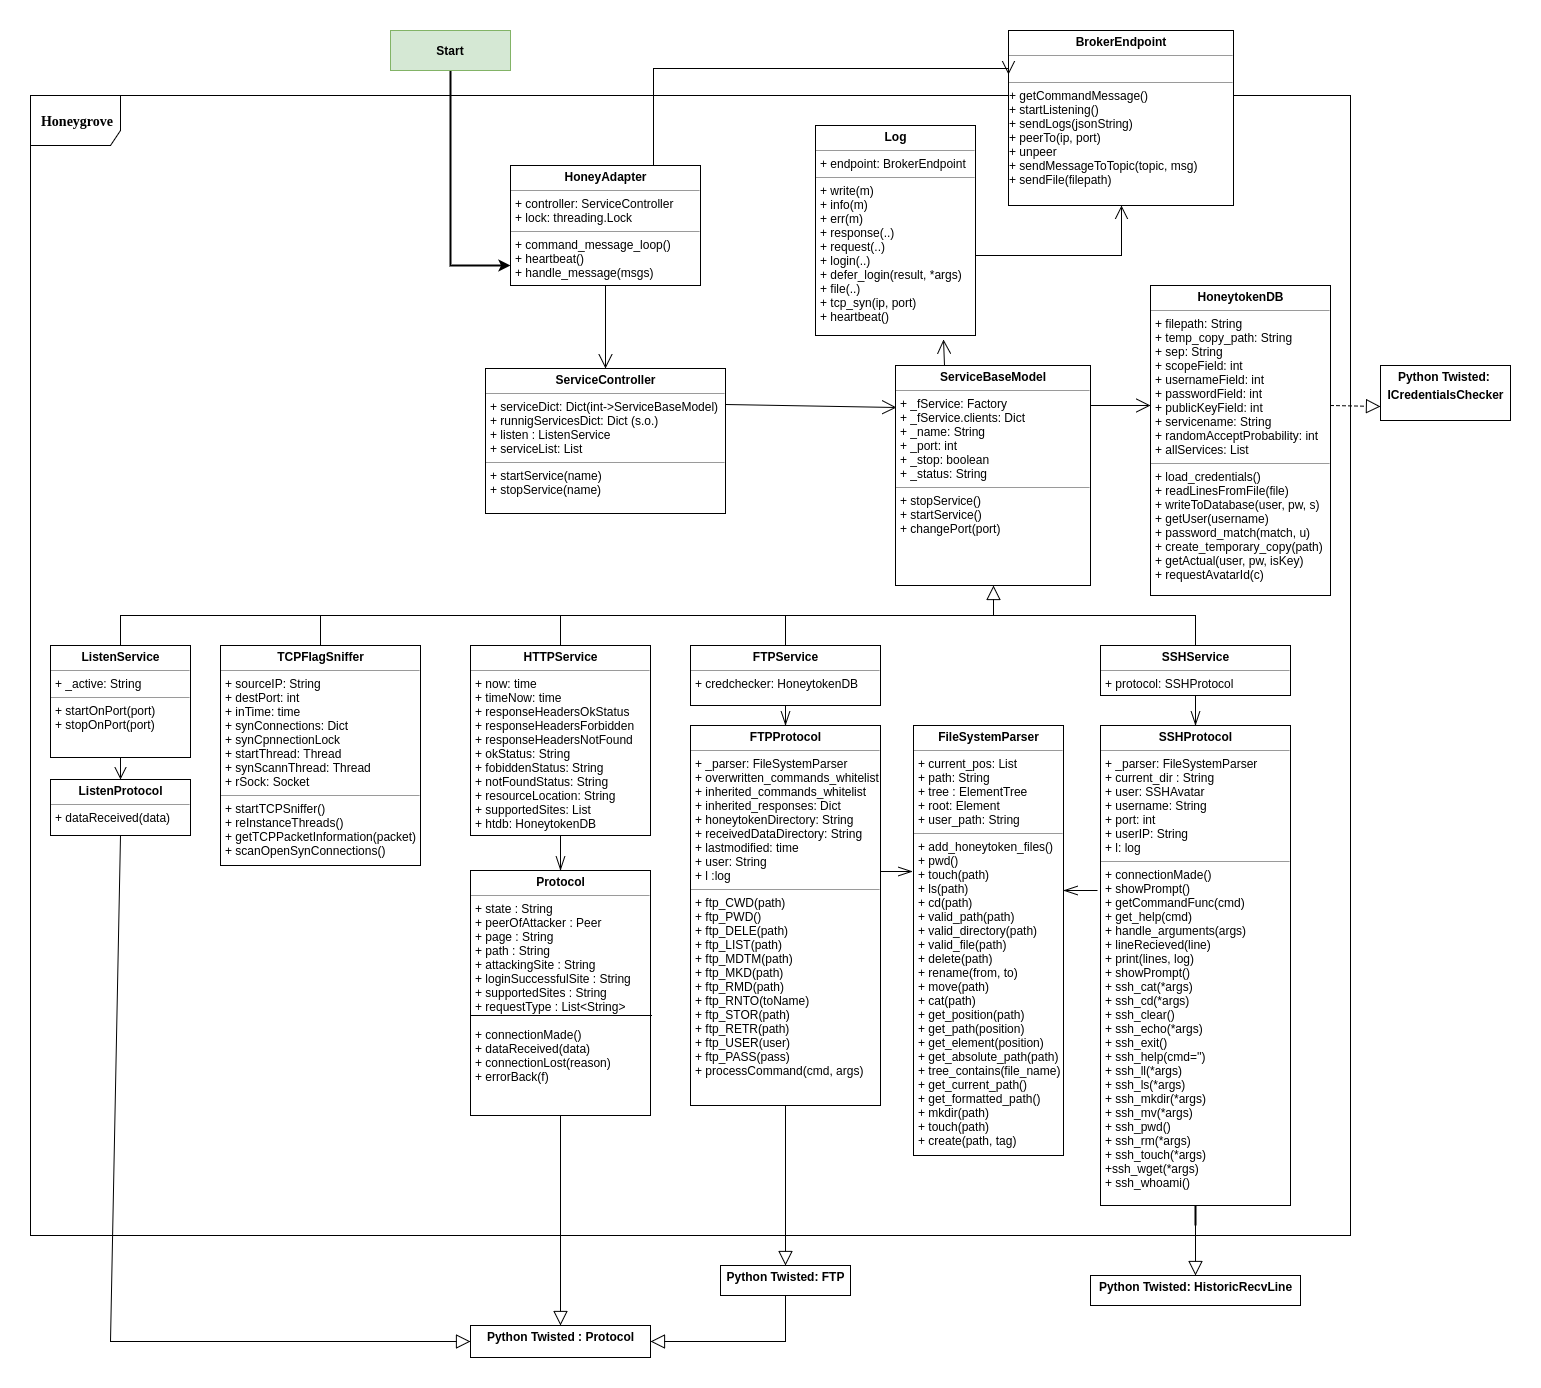 Start
BrokerEndpoint
+ getCommandMessage()
+ startListening()
+ sendLogs(jsonString)
+ peerTo(ip, port)
+ unpeer
+ sendMessageToTopic(topic, msg)
+ sendFile(filepath)
Honeygrove
Log
+ endpoint: BrokerEndpoint
+ write(m)
+ info(m)
+ err(m)
+ response(..)
+ request(..)
+ login(..)
+ defer_login(result, *args)
+ file(..)
+ tcp_syn(ip, port)
+ heartbeat()
HoneyAdapter
+ controller: ServiceController
+ lock: threading.Lock
+ command_message_loop()
+ heartbeat()
+ handle_message(msgs)
HoneytokenDB
+ filepath: String
+ temp_copy_path: String
+ sep: String
+ scopeField: int
+ usernameField: int
+ passwordField: int
+ publicKeyField: int
+ servicename: String
+ randomAcceptProbability: int
+ allServices: List
+ load_credentials()
+ readLinesFromFile(file)
+ writeToDatabase(user, pw, s)
+ getUser(username)
+ password_match(match, u)
+ create_temporary_copy(path)
+ getActual(user, pw, isKey)
+ requestAvatarId(c)
Python Twisted:
ICredentialsChecker
ServiceController
+ serviceDict: Dict(int->ServiceBaseModel)
+ runnigServicesDict: Dict (s.o.)
+ listen : ListenService
+ serviceList: List
+ startService(name)
+ stopService(name)
ServiceBaseModel
+ _fService: Factory
+ _fService.clients: Dict
+ _name: String
+ _port: int
+ _stop: boolean
+ _status: String
+ stopService()
+ startService()
+ changePort(port)
ListenService
+ _active: String
+ startOnPort(port)
+ stopOnPort(port)
ListenProtocol
+ dataReceived(data)
TCPFlagSniffer
+ sourceIP: String
+ destPort: int
+ inTime: time
+ synConnections: Dict
+ synCpnnectionLock
+ startThread: Thread
+ synScannThread: Thread
+ rSock: Socket
+ startTCPSniffer()
+ reInstanceThreads()
+ getTCPPacketInformation(packet)
+ scanOpenSynConnections()
HTTPService
+ now: time
+ timeNow: time
+ responseHeadersOkStatus
+ responseHeadersForbidden
+ responseHeadersNotFound
+ okStatus: String
+ fobiddenStatus: String
+ notFoundStatus: String
+ resourceLocation: String
+ supportedSites: List
+ htdb: HoneytokenDB
Protocol
+ state : String
+ peerOfAttacker : Peer
+ page : String
+ path : String
+ attackingSite : String
+ loginSuccessfulSite : String
+ supportedSites : String
+ requestType : List<String>
+ connectionMade()
+ dataReceived(data)
+ connectionLost(reason)
+ errorBack(f)
FTPService
+ credchecker: HoneytokenDB
FTPProtocol
+ _parser: FileSystemParser
+ overwritten_commands_whitelist
+ inherited_commands_whitelist
+ inherited_responses: Dict
+ honeytokenDirectory: String
+ receivedDataDirectory: String
+ lastmodified: time
+ user: String
+ l :log
+ ftp_CWD(path)
+ ftp_PWD()
+ ftp_DELE(path)
+ ftp_LIST(path)
+ ftp_MDTM(path)
+ ftp_MKD(path)
+ ftp_RMD(path)
+ ftp_RNTO(toName)
+ ftp_STOR(path)
+ ftp_RETR(path)
+ ftp_USER(user)
+ ftp_PASS(pass)
+ processCommand(cmd, args)
FileSystemParser
+ current_pos: List
+ path: String
+ tree : ElementTree
+ root: Element
+ user_path: String
+ add_honeytoken_files()
+ pwd()
+ touch(path)
+ ls(path)
+ cd(path)
+ valid_path(path)
+ valid_directory(path)
+ valid_file(path)
+ delete(path)
+ rename(from, to)
+ move(path)
+ cat(path)
+ get_position(path)
+ get_path(position)
+ get_element(position)
+ get_absolute_path(path)
+ tree_contains(file_name)
+ get_current_path()
+ get_formatted_path()
+ mkdir(path)
+ touch(path)
+ create(path, tag)
SSHService
+ protocol: SSHProtocol
SSHProtocol
+ _parser: FileSystemParser
+ current_dir : String
+ user: SSHAvatar
+ username: String
+ port: int
+ userIP: String
+ l: log
+ connectionMade()
+ showPrompt()
+ getCommandFunc(cmd)
+ get_help(cmd)
+ handle_arguments(args)
+ lineRecieved(line)
+ print(lines, log)
+ showPrompt()
+ ssh_cat(*args)
+ ssh_cd(*args)
+ ssh_clear()
+ ssh_echo(*args)
+ ssh_exit()
+ ssh_help(cmd='')
+ ssh_ll(*args)
+ ssh_ls(*args)
+ ssh_mkdir(*args)
+ ssh_mv(*args)
+ ssh_pwd()
+ ssh_rm(*args)
+ ssh_touch(*args)
+ssh_wget(*args)
+ ssh_whoami()
Python Twisted: FTP
Python Twisted: HistoricRecvLine
Python Twisted : Protocol